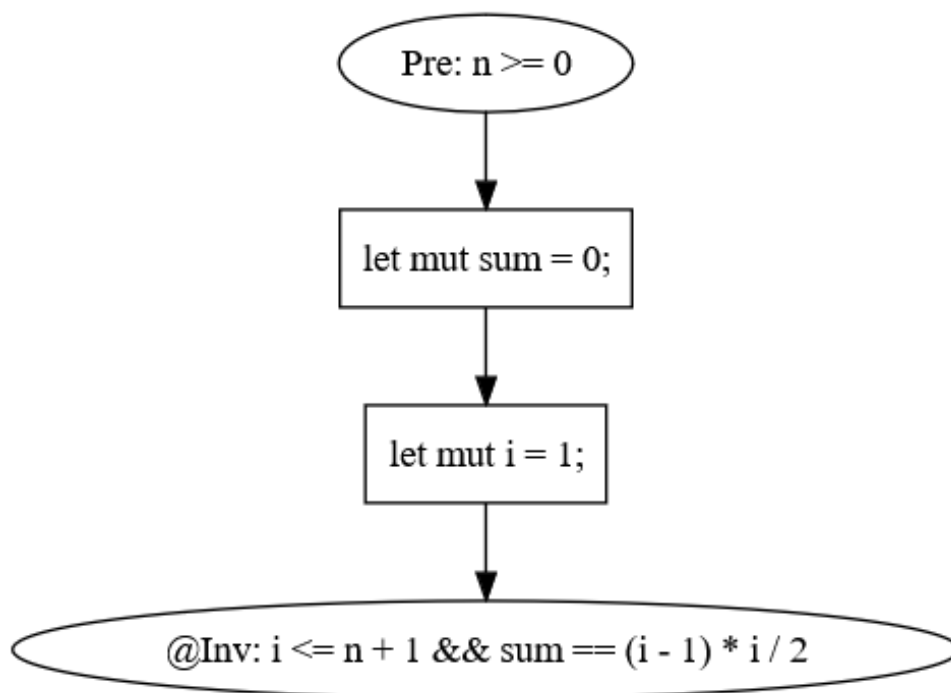 Pre: n >= 0
let mut sum = 0;
let mut i = 1;
@Inv: i <= n + 1 && sum == (i - 1) * i / 2